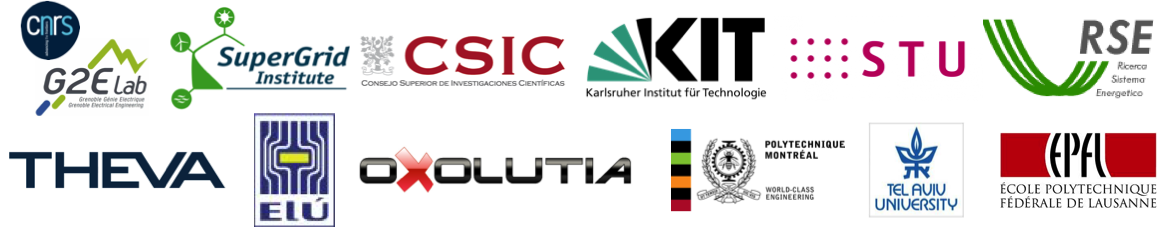 cnrs
G2Elab
Grenoble Génie Electrique
Grenoble Electrical Engineering
SuperGrid
Institute
CSIC
CONSEJO SUPERIOR DE INVESTIGACIONES CIENTÍFICAS
KIT
Karlsruher Institut für Technologie
STU
RSE
Ricerca
Sistema
Energetico
THEVA
ELÚ
OXOLUTIA
POLYTECHNIQUE
MONTRÉAL
WORLD-CLASS
ENGINEERING
TEL AVIV
UNIVERSITY
EPFL
ÉCOLE POLYTECHNIQUE
FÉDÉRALE DE LAUSANNE